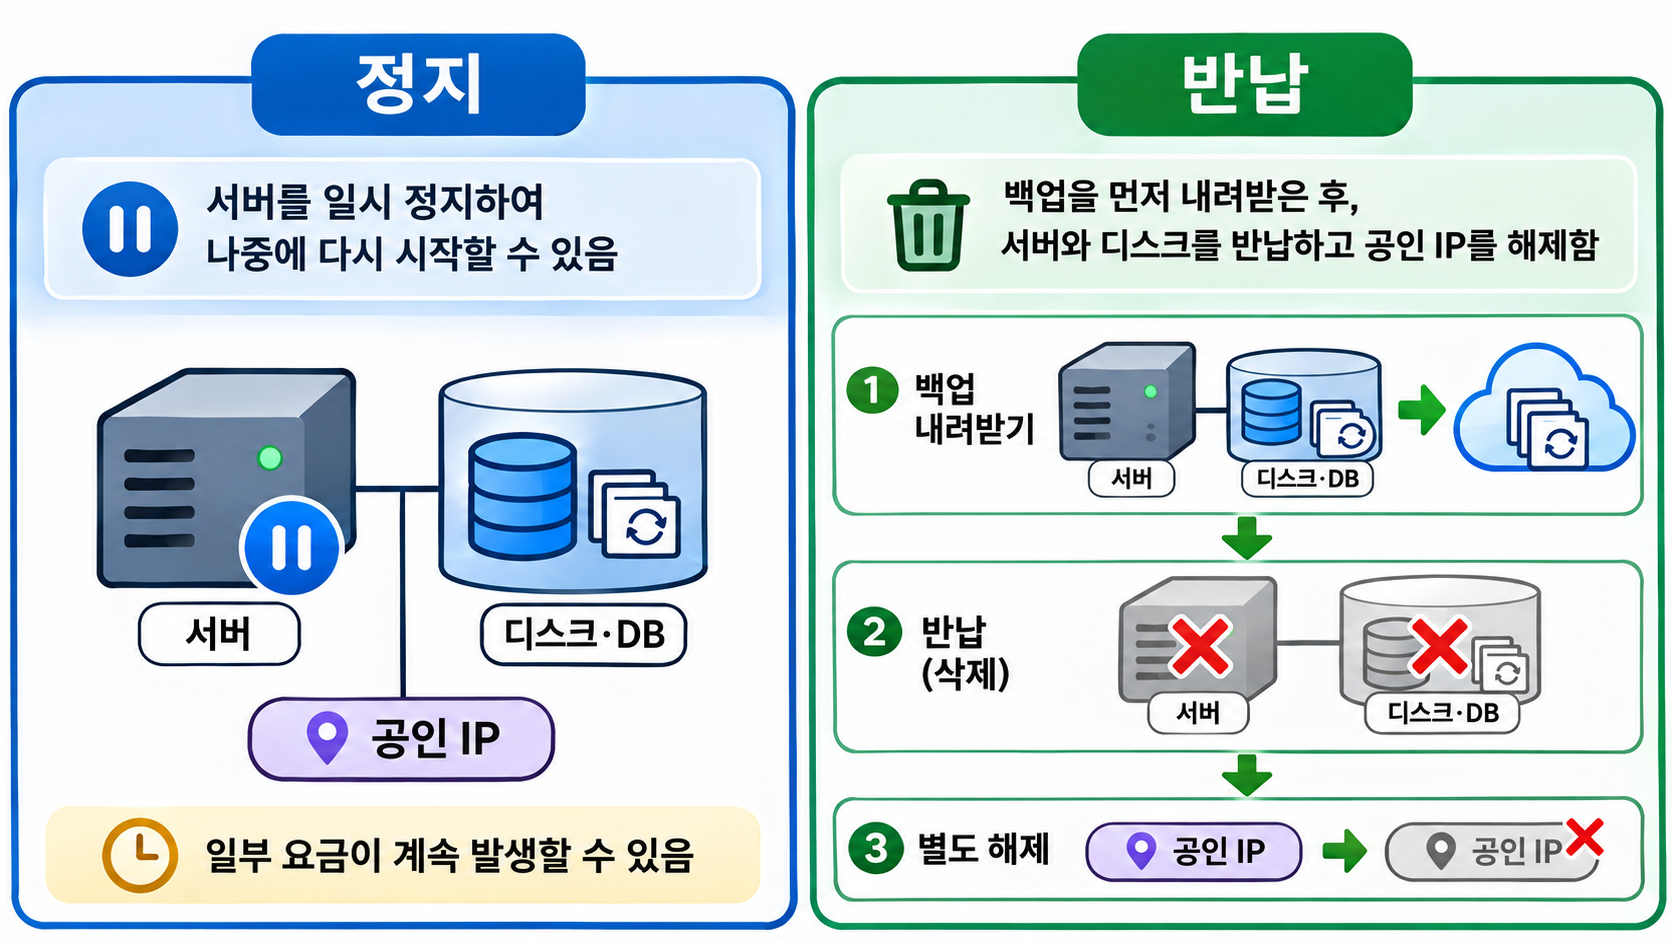 정지
서버를 일시 정지하여
나중에 다시 시작할 수 있음
서버
디스크·DB
공인 IP
일부 요금이 계속 발생할 수 있음
반납
백업을 먼저 내려받은 후,
서버와 디스크를 반납하고 공인 IP를 해제함
1 백업
내려받기
서버
디스크·DB
2 반납
(삭제)
서버
디스크·DB
3 별도 해제
공인 IP
공인 IP